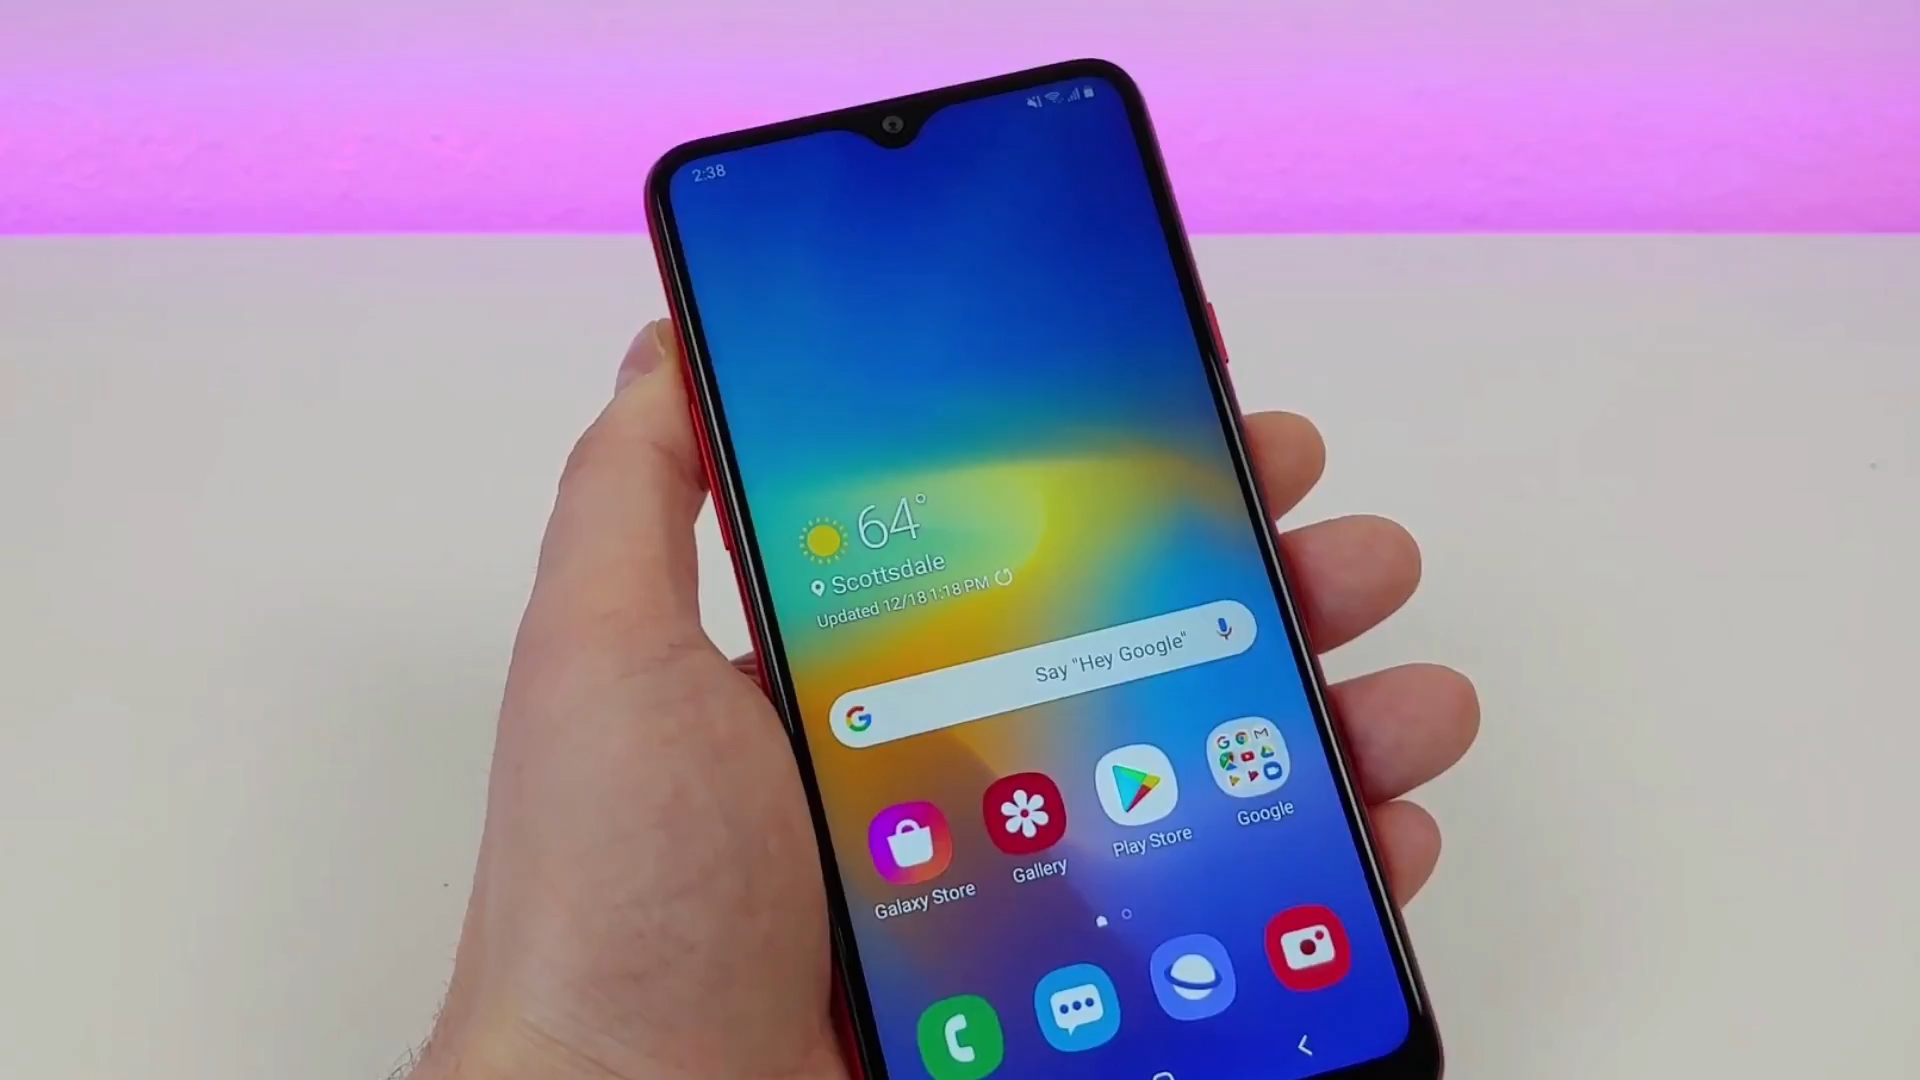 2:38
64°
Scottsdale
Updated 12/18 1:18 PM
Say "Hey Google"
Galaxy Store
Gallery
Play Store
Google